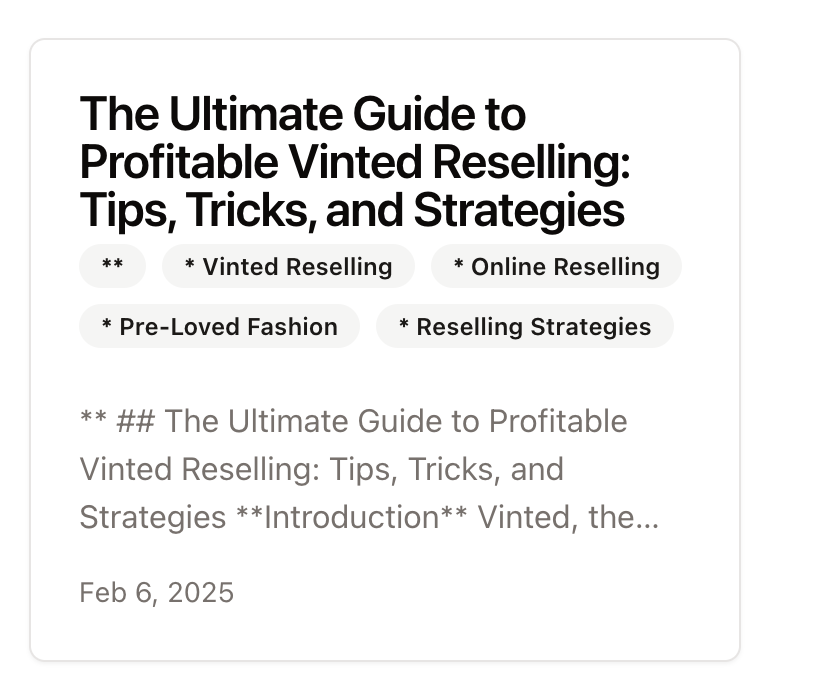 The Ultimate Guide to
Profitable Vinted Reselling:
Tips, Tricks, and Strategies
** * Vinted Reselling * Online Reselling
* Pre-Loved Fashion * Reselling Strategies
** ## The Ultimate Guide to Profitable
Vinted Reselling: Tips, Tricks, and
Strategies **Introduction** Vinted, the...
Feb 6, 2025